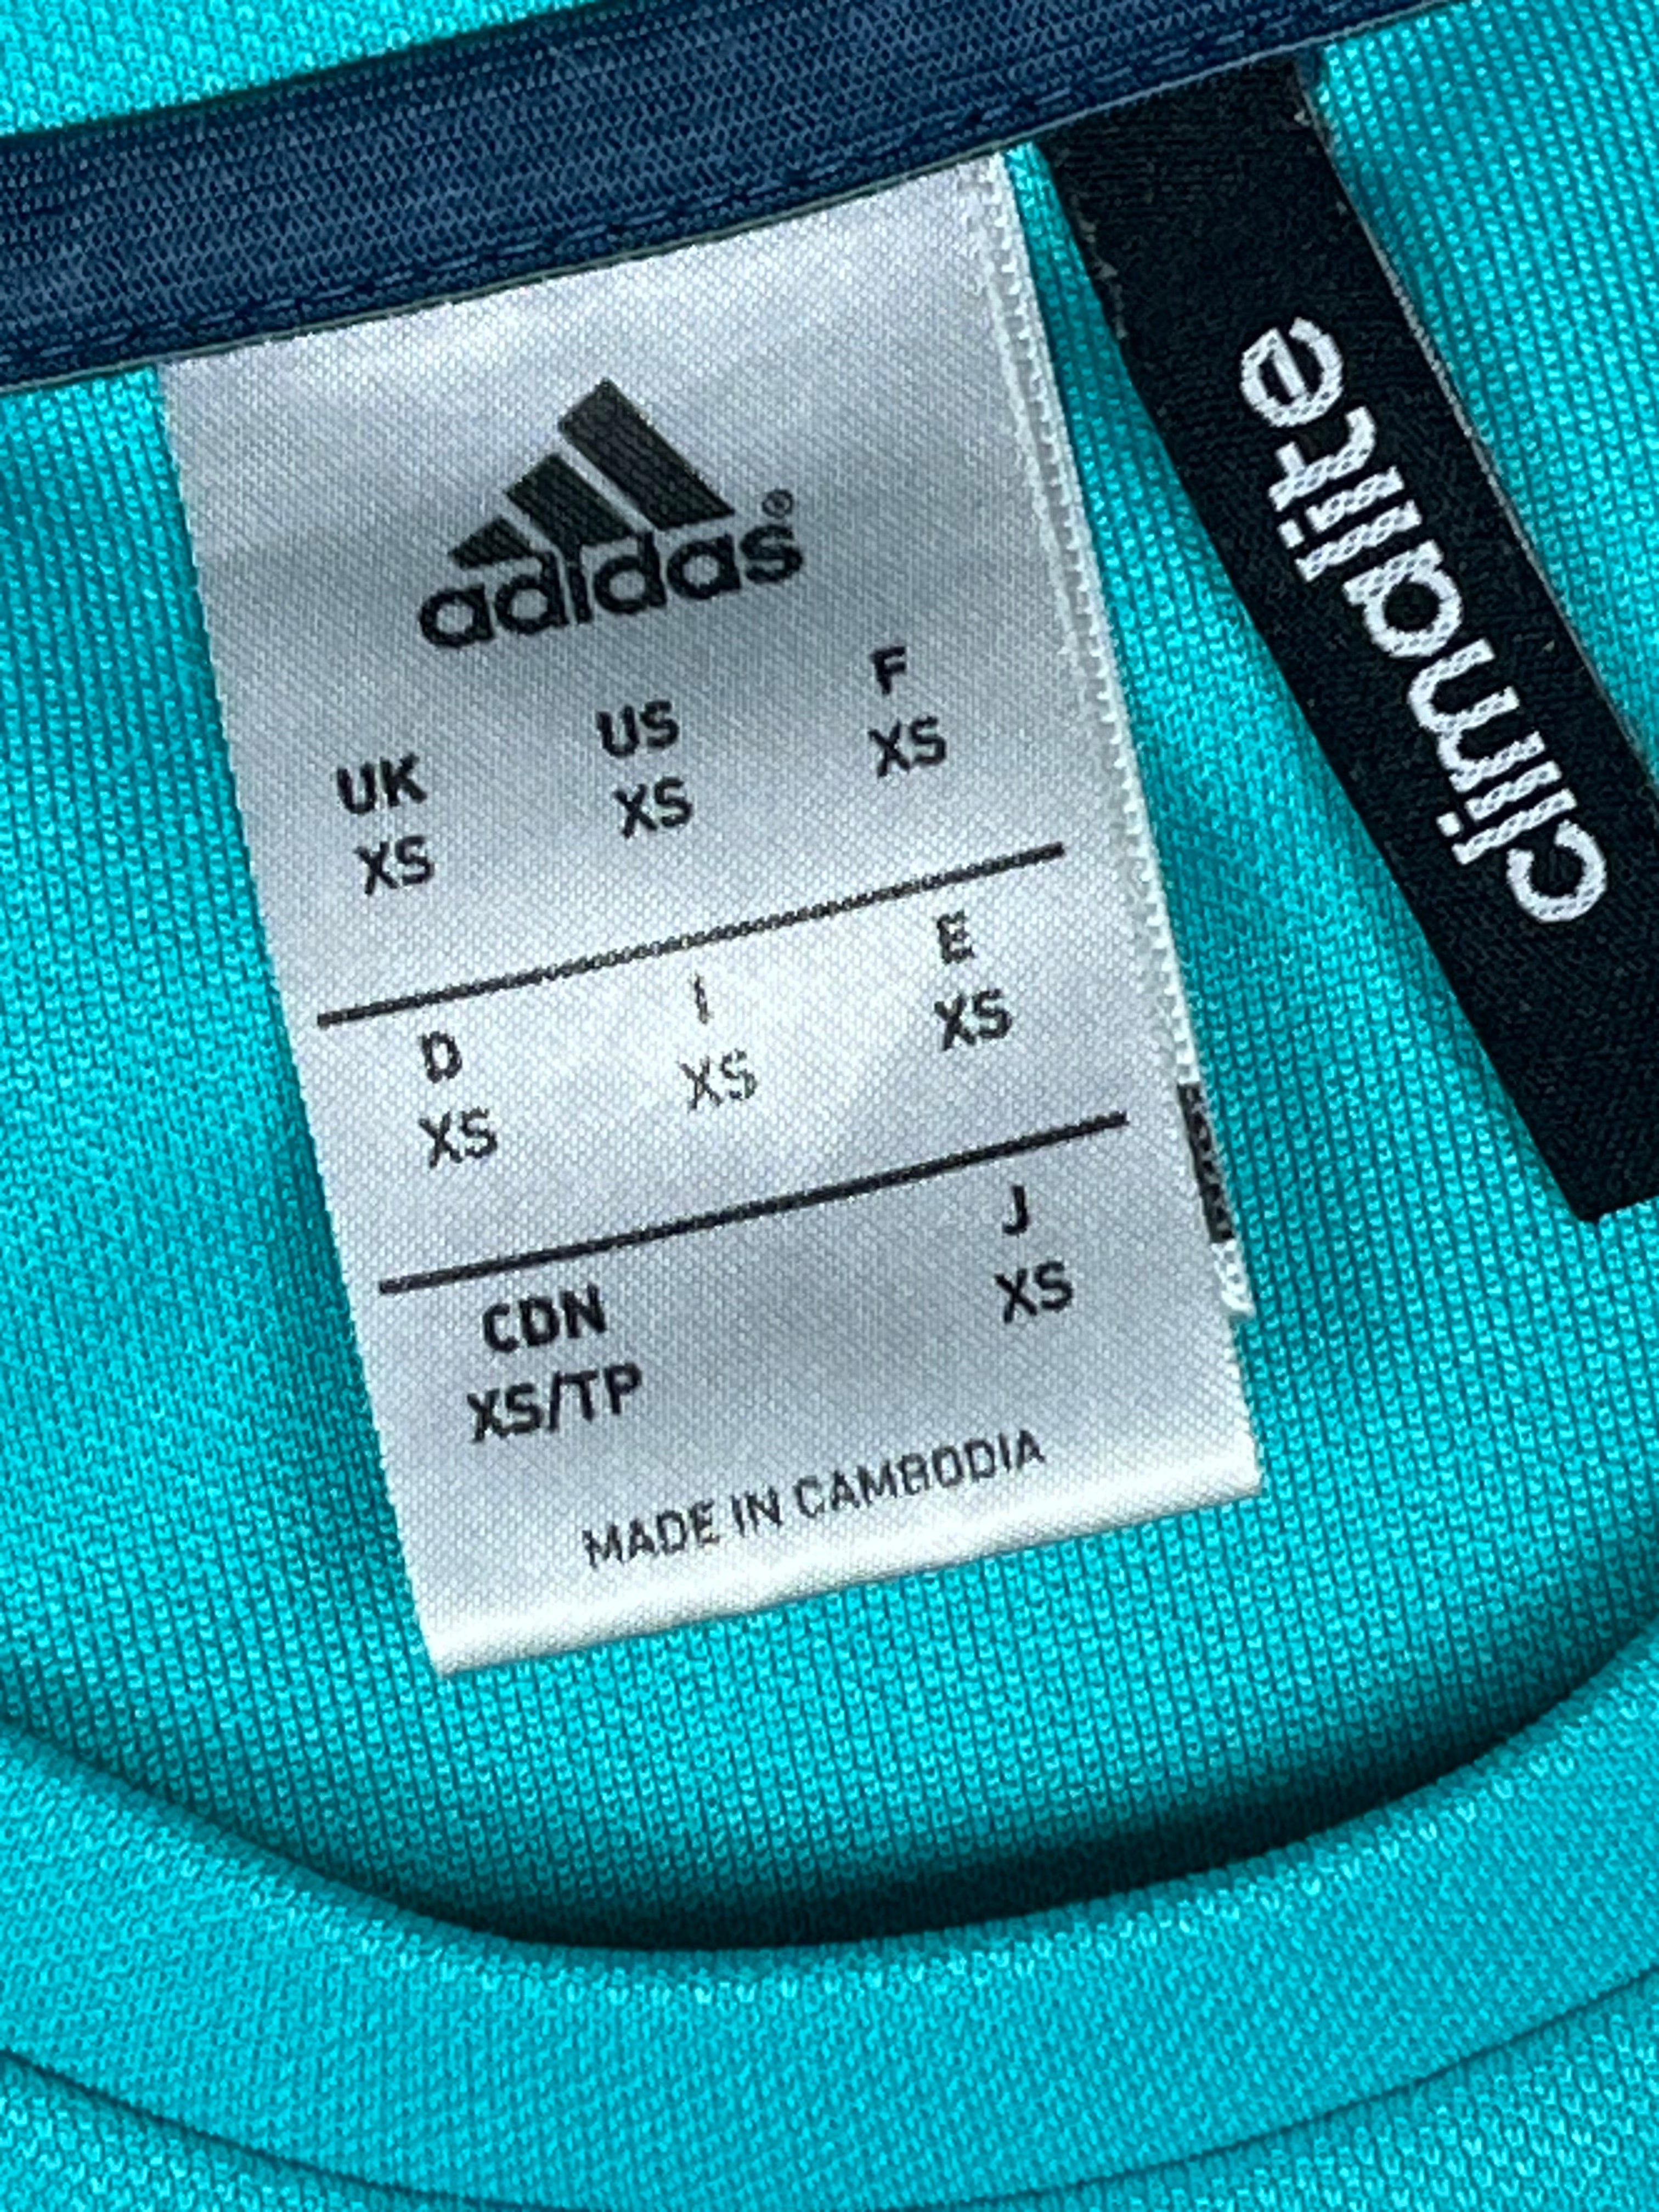 adidas®
UK US F
XS XS XS
D I E
XS XS XS
CDN J
XS/TP XS
MADE IN CAMBODIA
climalite